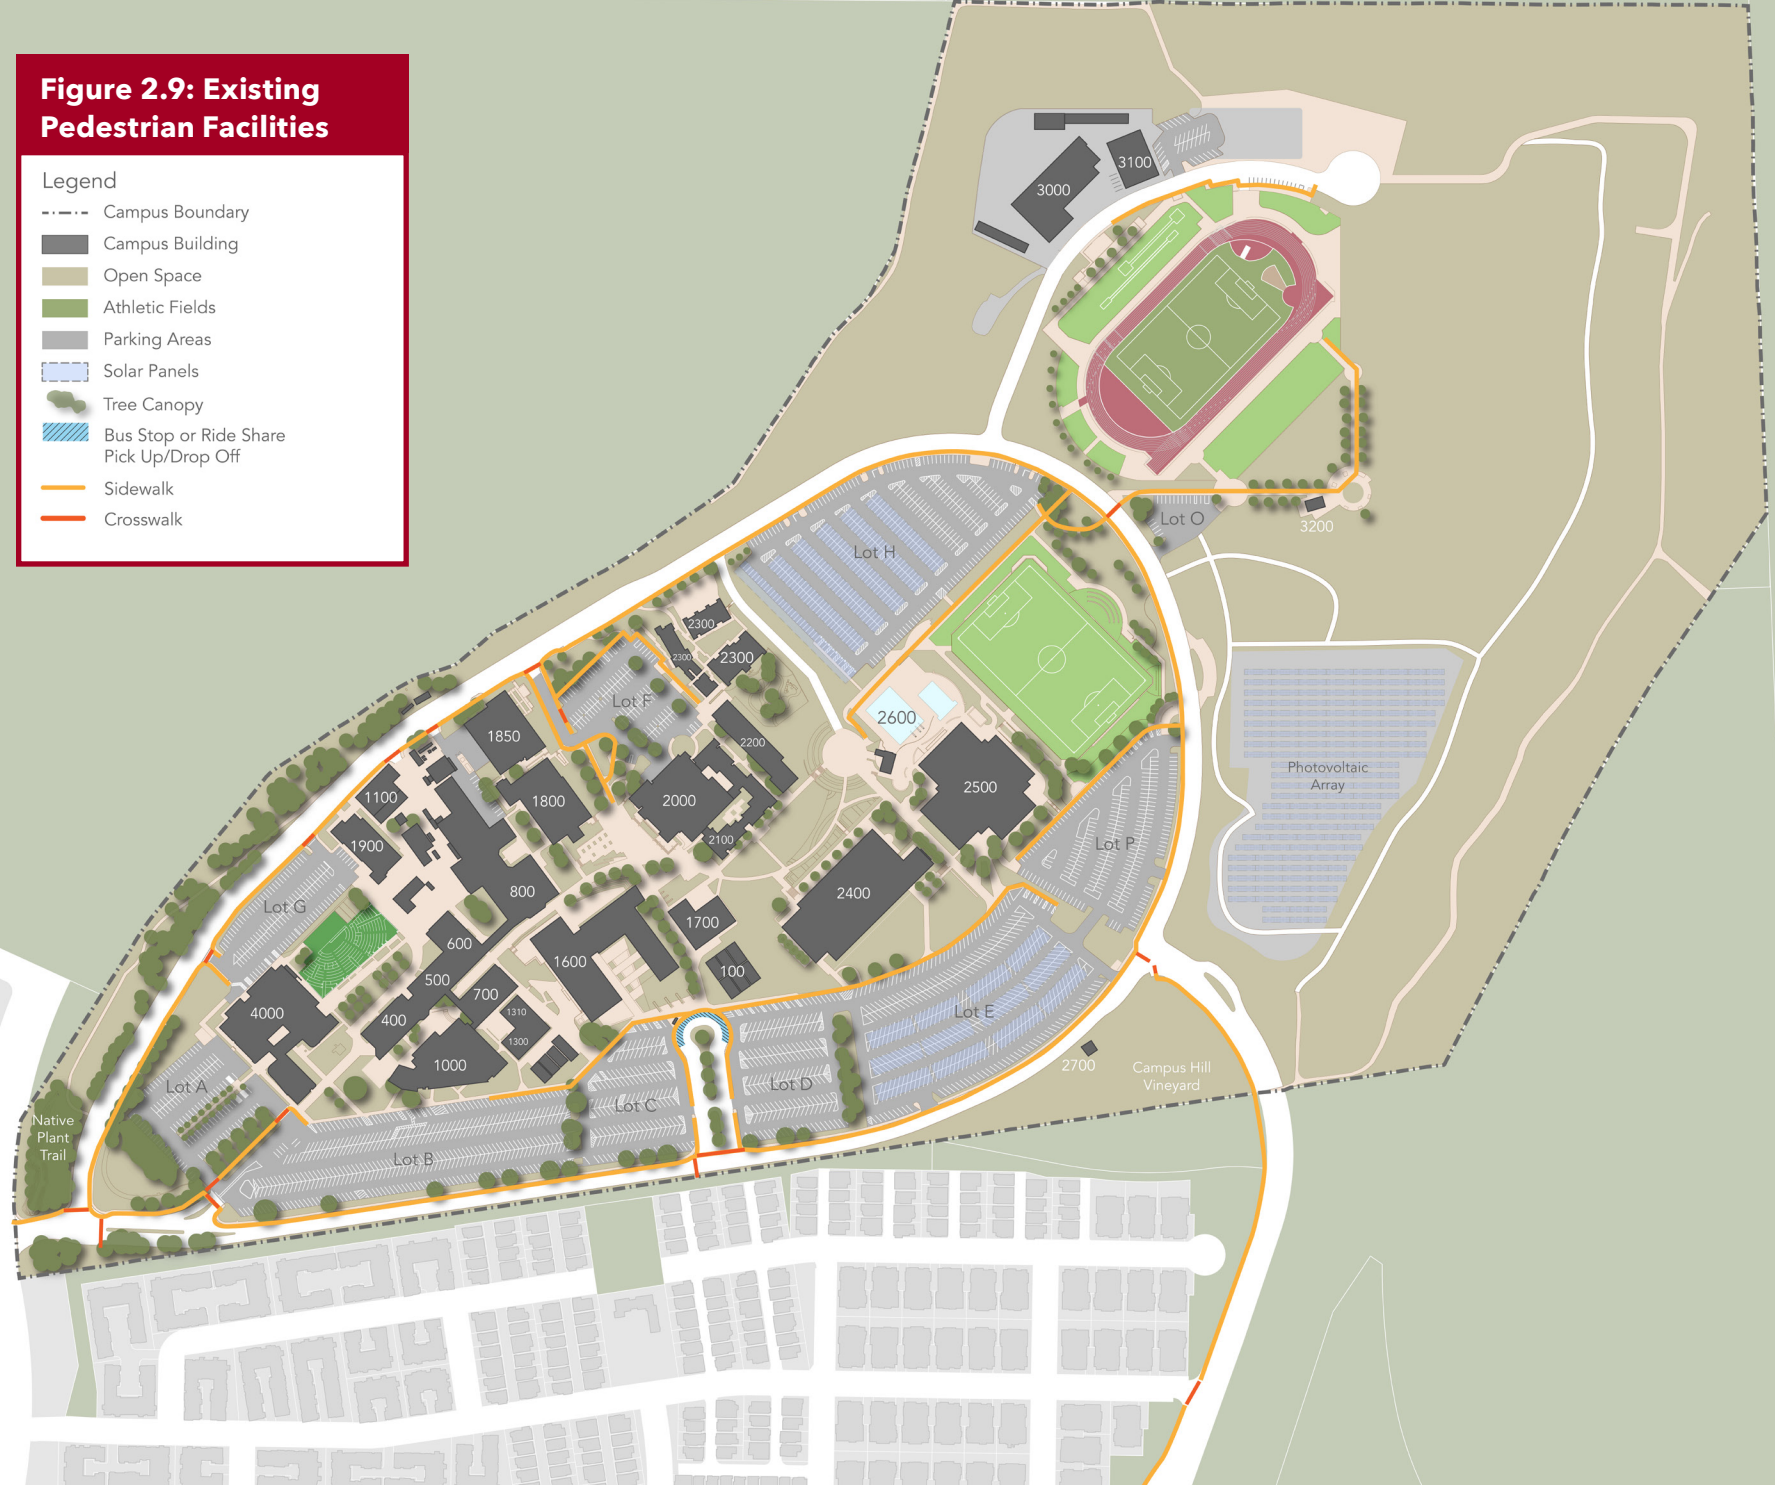 Figure 2.9: Existing
Pedestrian Facilities
Legend
Campus Boundary
Campus Building
Open Space
Athletic Fields
Parking Areas
Solar Panels
Tree Canopy
Bus Stop or Ride Share
Pick Up/Drop Off
Sidewalk
Crosswalk
3100
3000
Lot O
3200
Lot H
2300
2300
2300
Lot F
2600
1850
2200
Photovoltaic
Array
2500
1100
1800
2000
2100
1900
Lot P
800
2400
Lot G
1700
600
1600
100
500
700
4000
400
1310
1300
Lot E
1000
2700
Campus Hill
Vineyard
Lot A
Lot D
Lot C
Native
Plant
Trail
Lot B